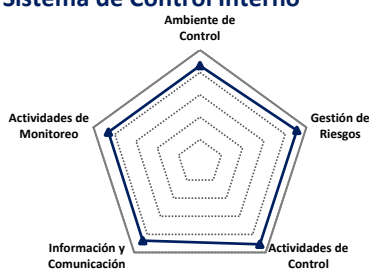 Sistema de Control Interno
Ambiente de
Control
Gestión de
Riesgos
Actividades de
Control
Información y
Comunicación
Actividades de
Monitoreo